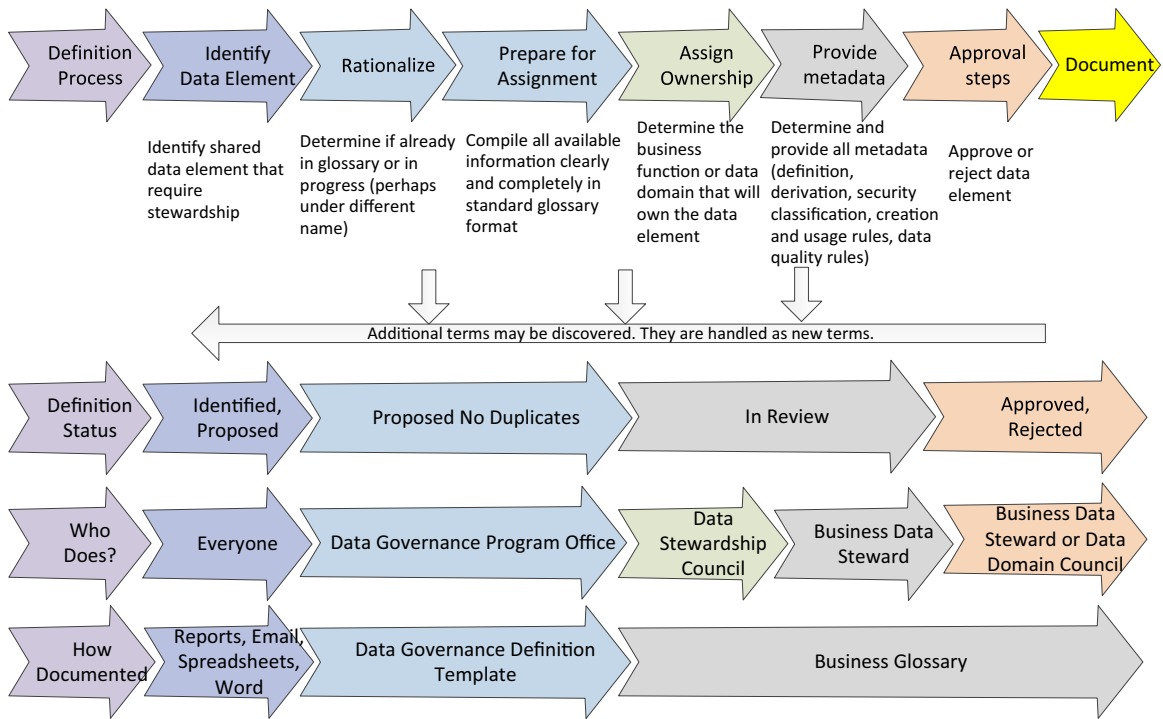 Definition
Process
Identify
Data Element
Rationalize
Prepare for
Assignment
Assign
Ownership
Provide
metadata
Approval
steps
Document
Identify shared
data element that
require
stewardship
Determine if already
in glossary or in
progress (perhaps
under different
name)
Compile all available
information clearly
and completely in
standard glossary
format
Determine the
business
function or data
domain that will
own the data
element
Determine and
provide all metadata
(definition,
derivation, security
classification, creation
and usage rules, data
quality rules)
Approve or
reject data
element
Additional terms may be discovered. They are handled as new terms.
Definition
Status
Identified,
Proposed
Proposed No Duplicates
In Review
Approved,
Rejected
Who
Does?
Everyone
Data Governance Program Office
Data
Stewardship
Council
Business Data
Steward
Business Data
Steward or Data
Domain Council
How
Documented
Reports, Email,
Spreadsheets,
Word
Data Governance Definition
Template
Business Glossary